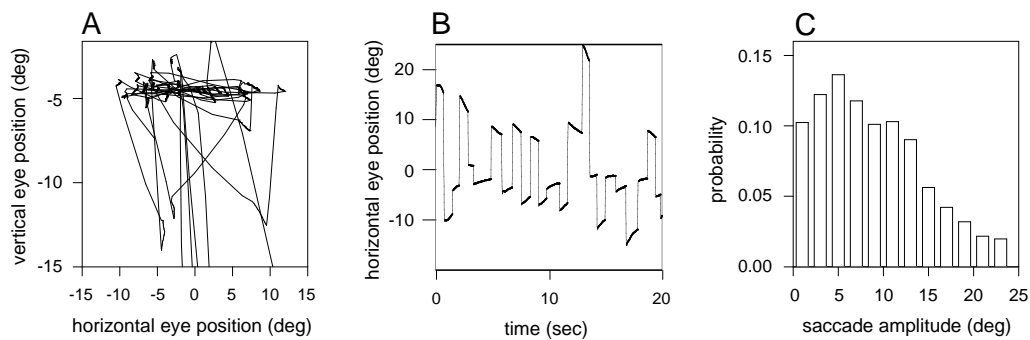 A
vertical eye position (deg)
-5
-10
-15
-15 -10 -5 0 5 10 15
horizontal eye position (deg)
B
horizontal eye position (deg)
20
10
0
-10
0 10 20
time (sec)
C
probability
0.15
0.10
0.05
0.00
0 5 10 15 20 25
saccade amplitude (deg)